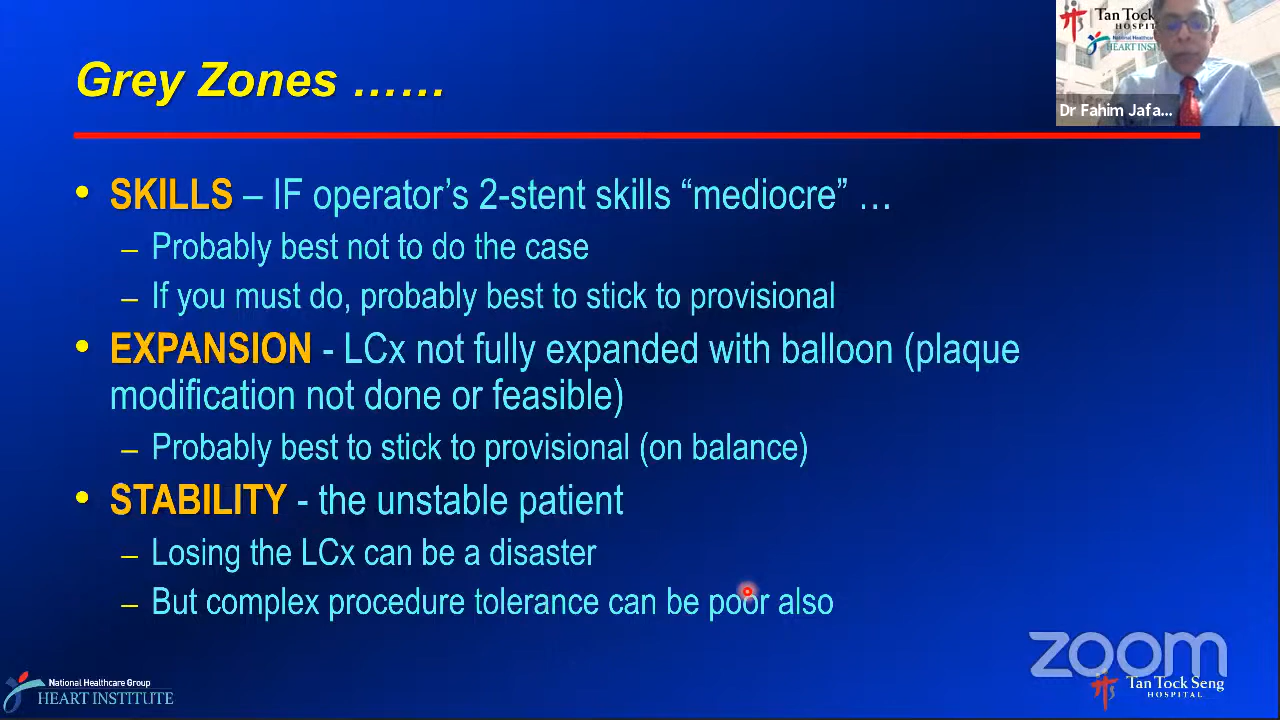 Grey Zones ……
Tan Tock
HOSPIT
National Healthcare
HEART INST
Dr Fahim Jafa...
• SKILLS – IF operator's 2-stent skills “mediocre” …
– Probably best not to do the case
– If you must do, probably best to stick to provisional
• EXPANSION - LCx not fully expanded with balloon (plaque
modification not done or feasible)
– Probably best to stick to provisional (on balance)
• STABILITY - the unstable patient
– Losing the LCx can be a disaster
– But complex procedure tolerance can be poor also
zoom
National Healthcare Group
HEART INSTITUTE
Tan Tock Seng
HOSPITAL